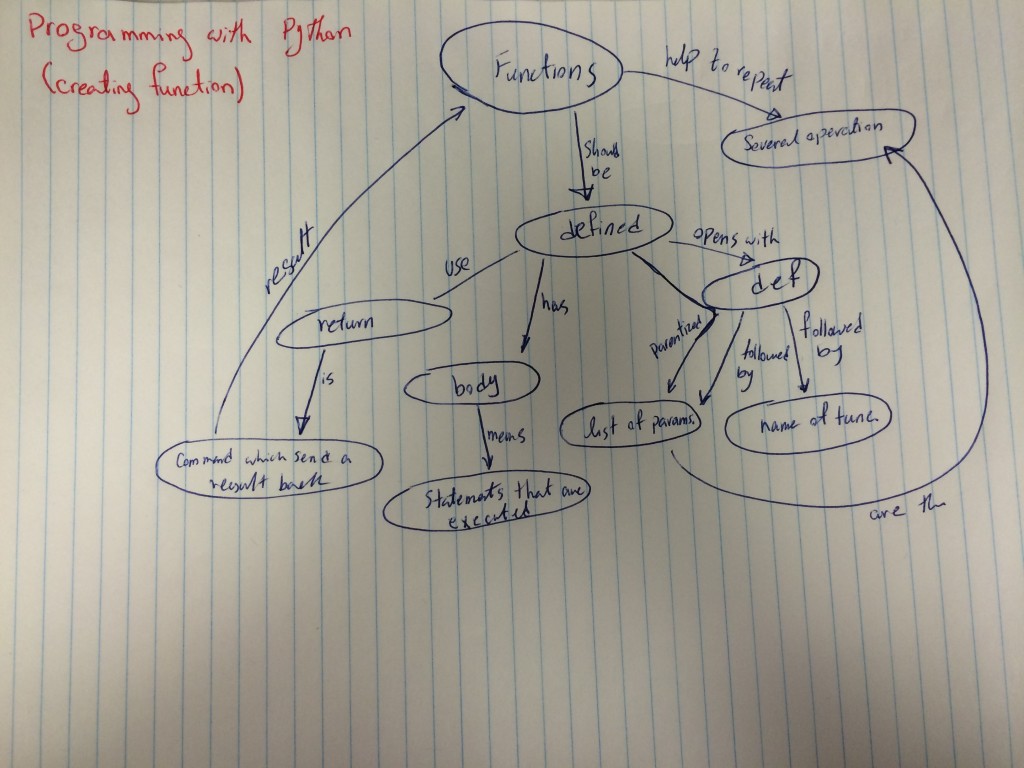 Programming with Python
(creating function)
Functions
help to repeat
Several operation
should
be
defined
opens with
def
use
return
has
parentized
followed
by
followed
by
result
is
body
list of params.
name of func.
means
Command which send a
result back
Statements that are
executed
are the